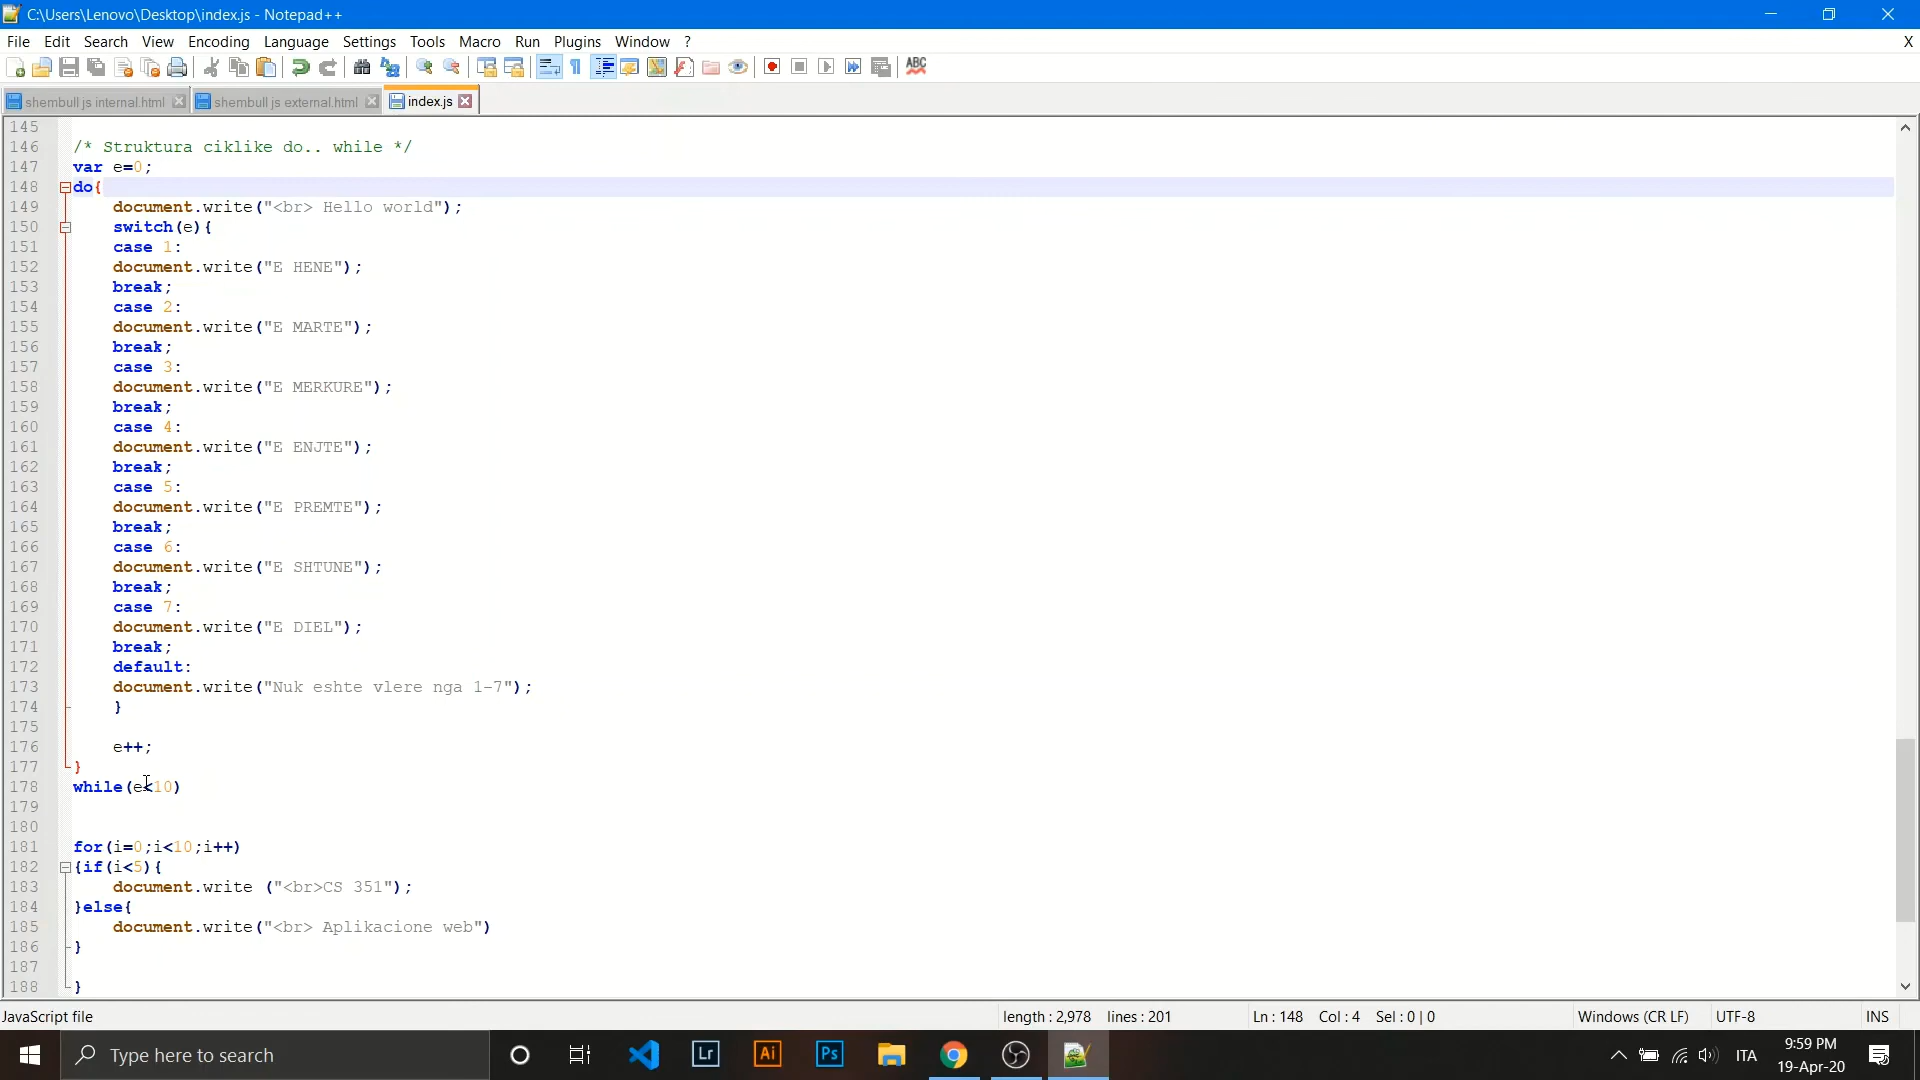 C:\Users\Lenovo\Desktop\index.js - Notepad++
File Edit Search View Encoding Language Settings Tools Macro Run Plugins Window ? X
ABC
shembull js internal.html shembull js external.html index.js
145
146 /* Struktura ciklike do.. while */
147 var e=0;
148 do{
149 document.write("<br> Hello world");
150 switch(e){
151 case 1:
152 document.write("E HENE");
153 break;
154 case 2:
155 document.write("E MARTE");
156 break;
157 case 3:
158 document.write("E MERKURE");
159 break;
160 case 4:
161 document.write("E ENJTE");
162 break;
163 case 5:
164 document.write("E PREMTE");
165 break;
166 case 6:
167 document.write("E SHTUNE");
168 break;
169 case 7:
170 document.write("E DIEL");
171 break;
172 default:
173 document.write("Nuk eshte vlere nga 1-7");
174 }
175
176 e++;
177 }
178 while(e<10)
179
180
181 for(i=0;i<10;i++)
182 {if(i<5){
183 document.write ("<br>CS 351");
184 }else{
185 document.write("<br> Aplikacione web")
186 }
187
188 }
JavaScript file length : 2,978 lines : 201 Ln : 148 Col : 4 Sel : 0 | 0 Windows (CR LF) UTF-8 INS
Type here to search Lr Ai Ps ITA 9:59 PM
19-Apr-20